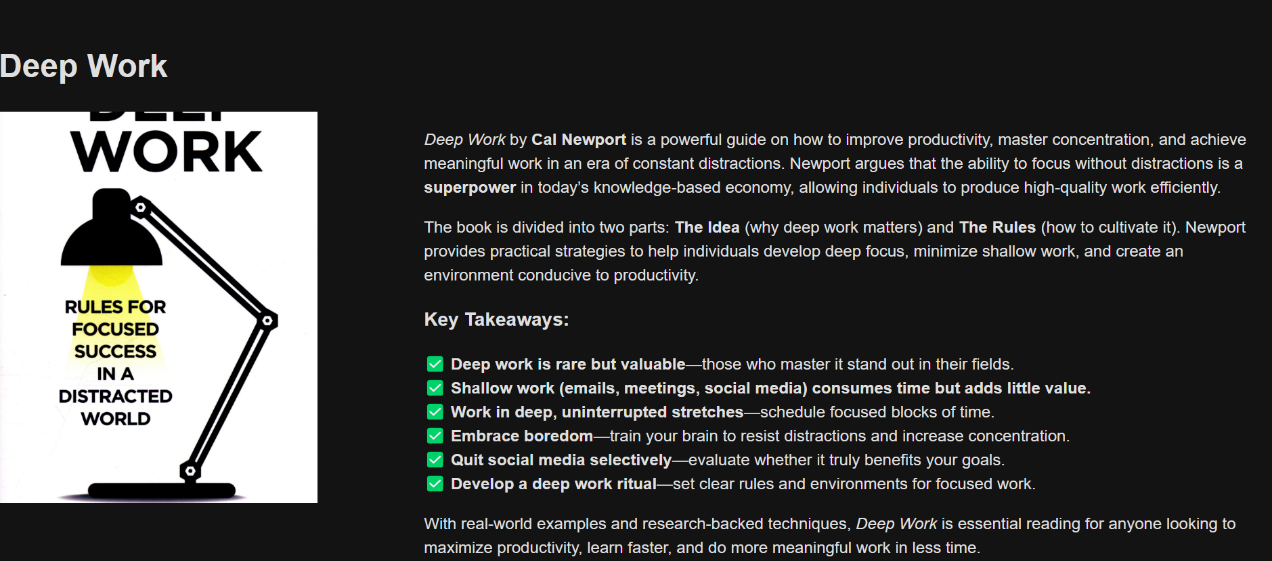 Deep Work
DEEP
WORK
RULES FOR
FOCUSED
SUCCESS
IN A
DISTRACTED
WORLD
Deep Work by Cal Newport is a powerful guide on how to improve productivity, master concentration, and achieve
meaningful work in an era of constant distractions. Newport argues that the ability to focus without distractions is a
superpower in today's knowledge-based economy, allowing individuals to produce high-quality work efficiently.
The book is divided into two parts: The Idea (why deep work matters) and The Rules (how to cultivate it). Newport
provides practical strategies to help individuals develop deep focus, minimize shallow work, and create an
environment conducive to productivity.
Key Takeaways:
✅ Deep work is rare but valuable—those who master it stand out in their fields.
✅ Shallow work (emails, meetings, social media) consumes time but adds little value.
✅ Work in deep, uninterrupted stretches—schedule focused blocks of time.
✅ Embrace boredom—train your brain to resist distractions and increase concentration.
✅ Quit social media selectively—evaluate whether it truly benefits your goals.
✅ Develop a deep work ritual—set clear rules and environments for focused work.
With real-world examples and research-backed techniques, Deep Work is essential reading for anyone looking to
maximize productivity, learn faster, and do more meaningful work in less time.